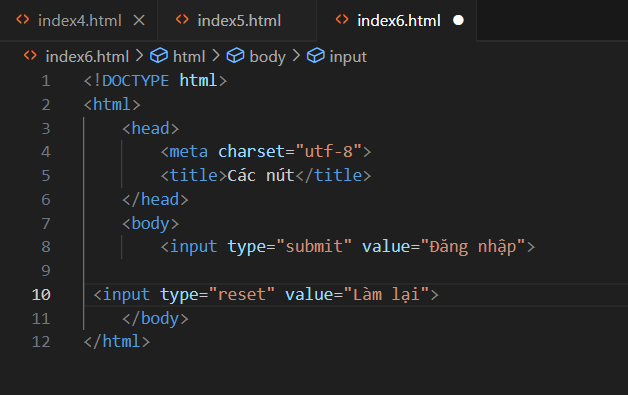 index4.html index5.html index6.html
index6.html > html > body > input
1 <!DOCTYPE html>
2 <html>
3 <head>
4 <meta charset="utf-8">
5 <title>Các nút</title>
6 </head>
7 <body>
8 <input type="submit" value="Đăng nhập">
9
10 <input type="reset" value="Làm lại">
11 </body>
12 </html>